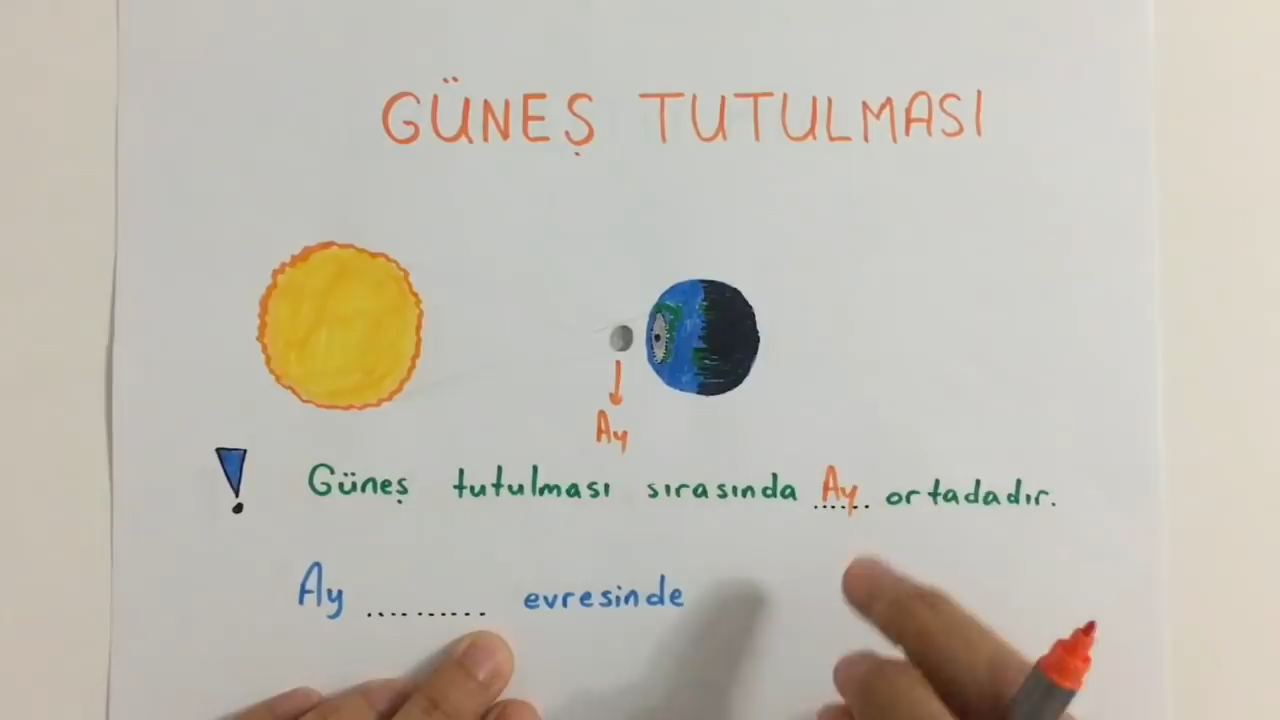 GÜNEŞ TUTULMASI
Ay
! Güneş tutulması sırasında Ay ortadadır.
Ay .......... evresinde